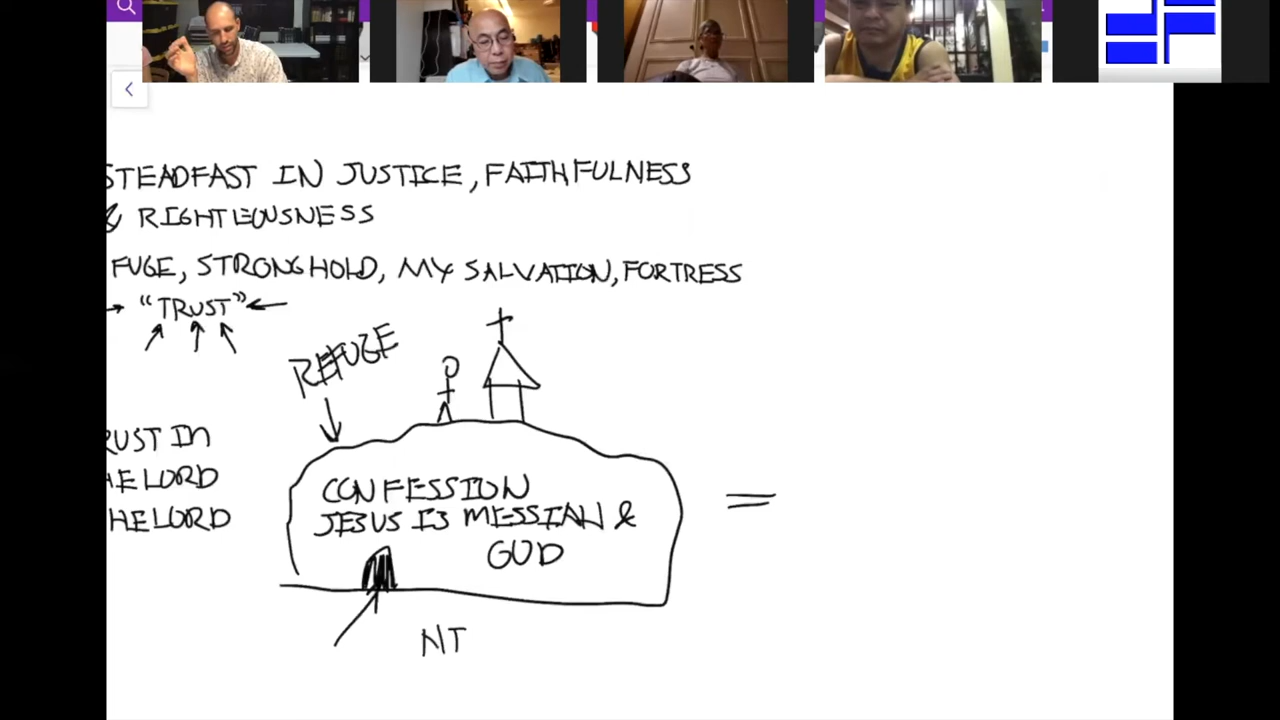 STEADFAST IN JUSTICE, FAITHFULNESS
& RIGHTEOUSNESS
FUGE, STRONGHOLD, MY SALVATION, FORTRESS
→ "TRUST" ←
REFUGE
RUST IN
HE LORD
HE LORD
CONFESSION
JESUS IS MESSIAH &
GOD
=
NT